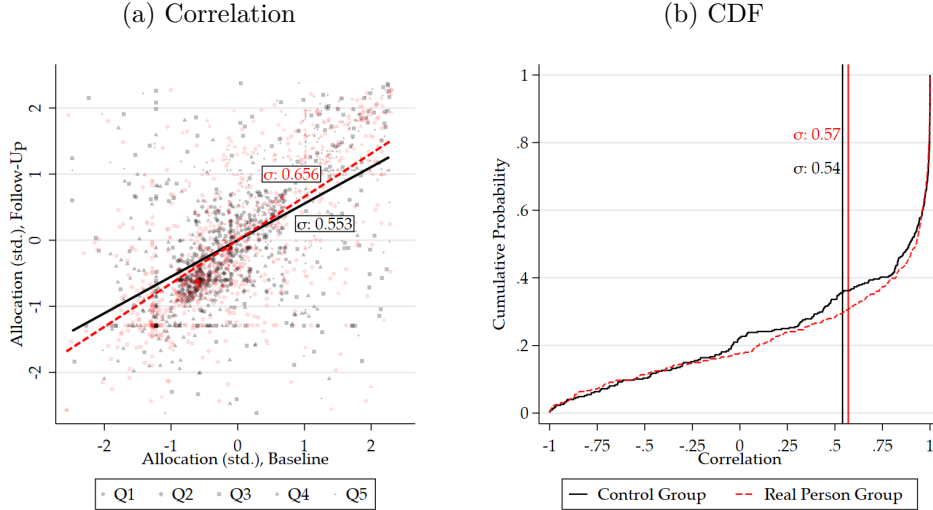 (a) Correlation
Allocation (std.), Follow-Up
2
1
0
-1
-2
σ: 0.656
σ: 0.553
-2 -1 0 1 2
Allocation (std.), Baseline
Q1 Q2 Q3 Q4 Q5
(b) CDF
Cumulative Probability
1
.8
.6
.4
.2
0
σ: 0.57
σ: 0.54
-1 -.75 -.5 -.25 0 .25 .5 .75 1
Correlation
Control Group Real Person Group